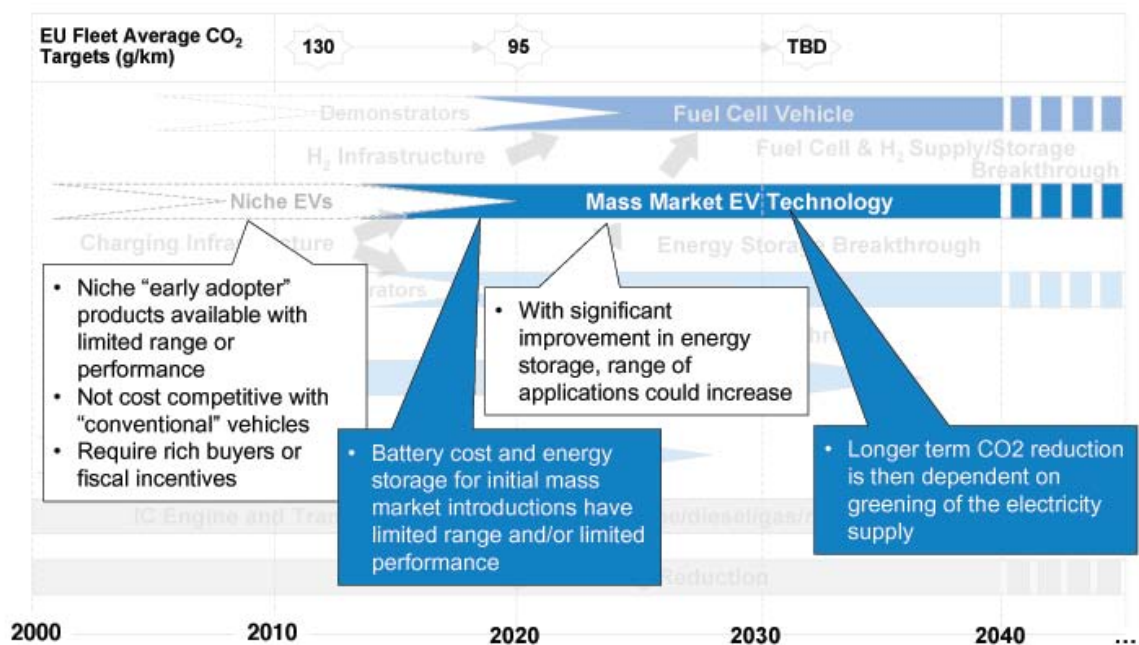 EU Fleet Average CO₂
Targets (g/km)
130
95
TBD
Demonstrators
Fuel Cell Vehicle
H₂ Infrastructure
Fuel Cell & H₂ Supply/Storage
Breakthrough
Niche EVs
Mass Market EV Technology
Charging Infrastructure
Energy Storage Breakthrough
• Niche “early adopter”
products available with
limited range or
performance
• Not cost competitive with
“conventional” vehicles
• Require rich buyers or
fiscal incentives
• With significant
improvement in energy
storage, range of
applications could increase
• Battery cost and energy
storage for initial mass
market introductions have
limited range and/or limited
performance
• Longer term CO2 reduction
is then dependent on
greening of the electricity
supply
IC Engine and
2000
2010
2020
2030
2040
...